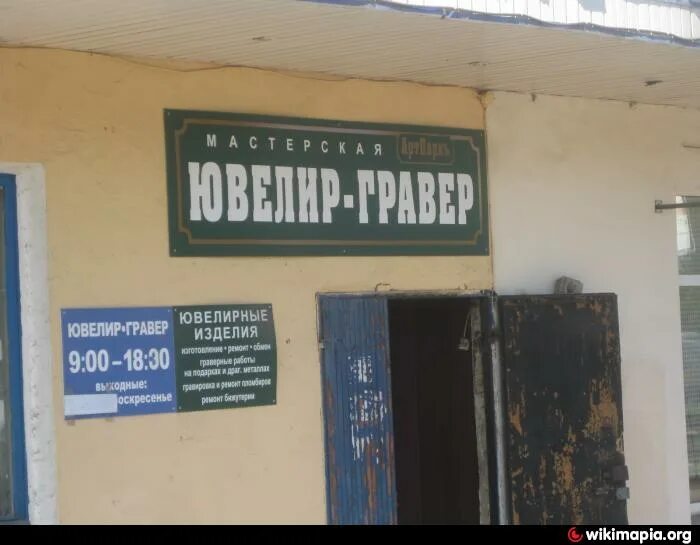 МАСТЕРСКАЯ
АртПаркъ
ЮВЕЛИР-ГРАВЕР
ЮВЕЛИР-ГРАВЕР
9:00-18:30
выходные:
воскресенье
ЮВЕЛИРНЫЕ
ИЗДЕЛИЯ
изготовление • ремонт • обмен
граверные работы
на подарках и драг. металлах
гравировка и ремонт пломбиров
ремонт бижутерии
wikimapia.org